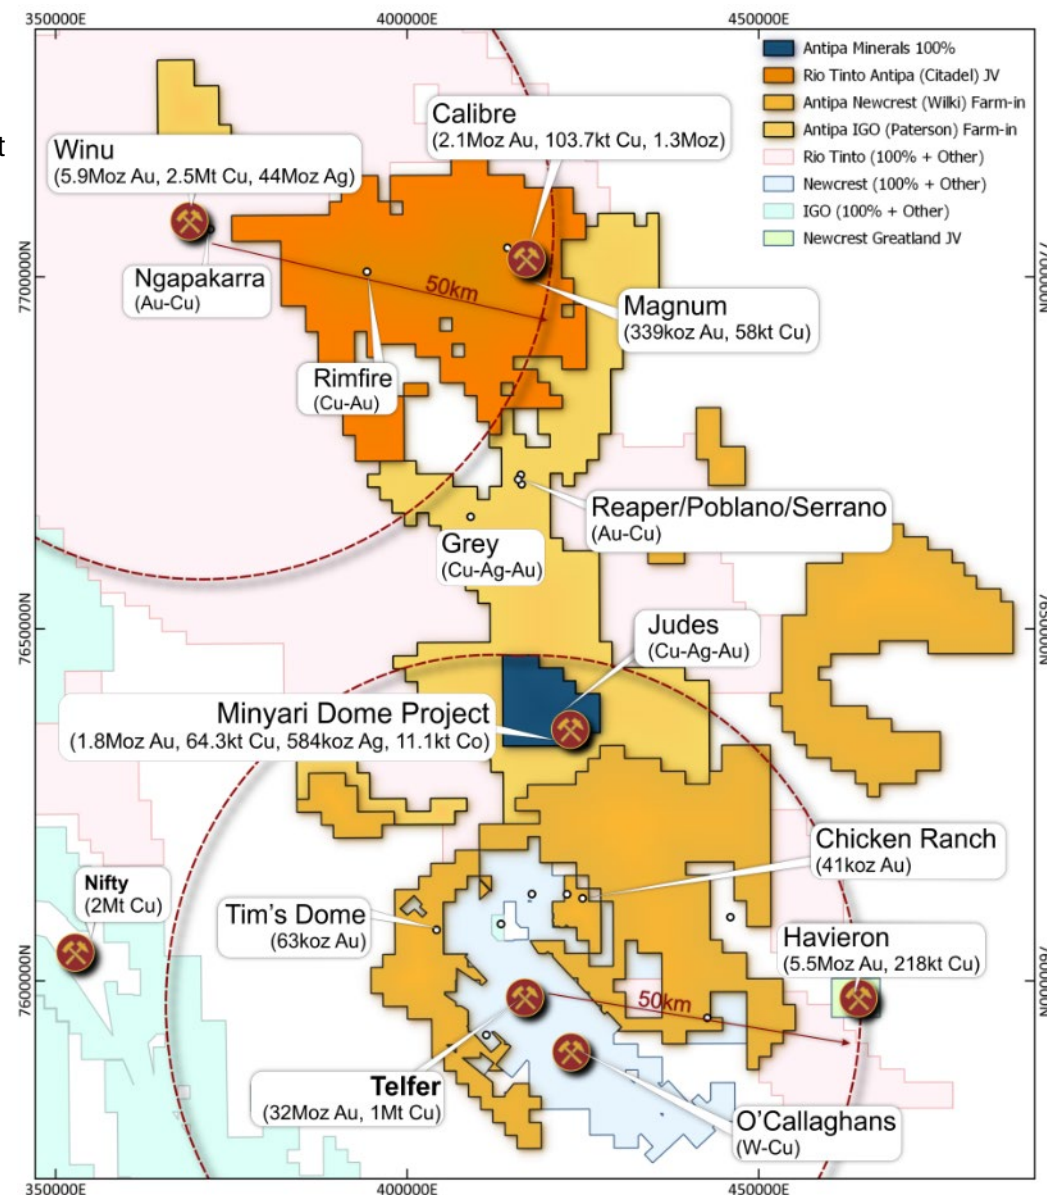 350000E
400000E
450000E
Antipa Minerals 100%
Rio Tinto Antipa (Citadel) JV
Antipa Newcrest (Wilki) Farm-in
Antipa IGO (Paterson) Farm-in
Rio Tinto (100% + Other)
Newcrest (100% + Other)
IGO (100% + Other)
Newcrest Greenland JV
t
Calibre
(2.1Moz Au, 103.7kt Cu, 1.3Moz)
Winu
(5.9Moz Au, 2.5Mt Cu, 44Moz Ag)
Ngapakarra
(Au-Cu)
7700000N
7700000N
50km
Magnum
(339koz Au, 58kt Cu)
Rimfire
(Cu-Au)
Reaper/Poblano/Serrano
(Au-Cu)
Grey
(Cu-Ag-Au)
7650000N
7650000N
Judes
(Cu-Ag-Au)
Minyari Dome Project
(1.8Moz Au, 64.3kt Cu, 584koz Ag, 11.1kt Co)
Chicken Ranch
(41koz Au)
Nifty
(2Mt Cu)
Tim's Dome
(63koz Au)
Havieron
(5.5Moz Au, 218kt Cu)
7600000N
7600000N
50km
Telfer
(32Moz Au, 1Mt Cu)
O'Callaghans
(W-Cu)
350000E
400000E
450000E